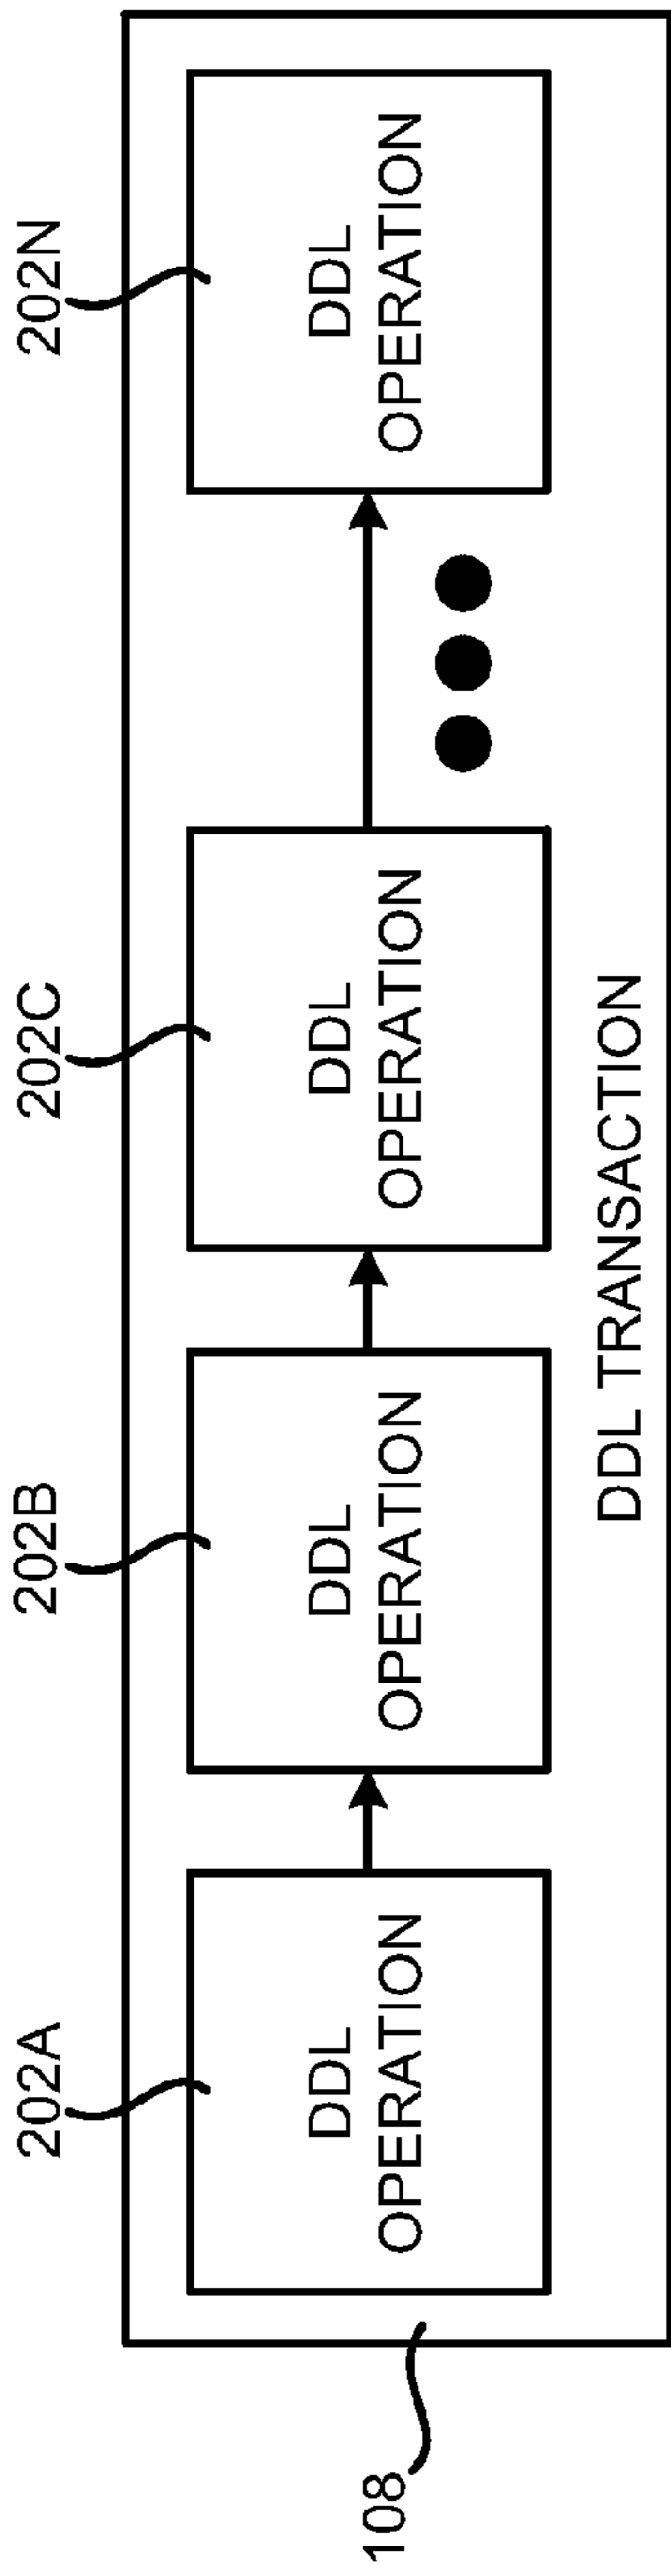 202A
202B
202C
202N
DDL
OPERATION
DDL
OPERATION
DDL
OPERATION
DDL
OPERATION
DDL TRANSACTION
108